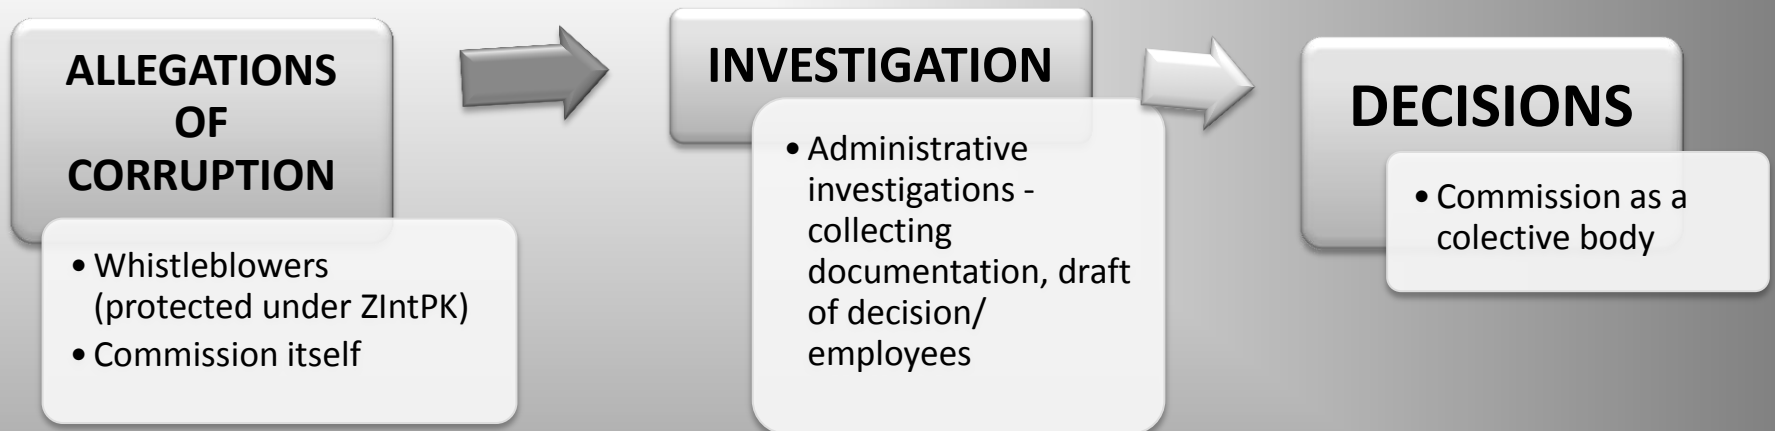 ALLEGATIONS
OF
CORRUPTION
• Whistleblowers
(protected under ZIntPK)
• Commission itself
INVESTIGATION
• Administrative
investigations -
collecting
documentation, draft
of decision/
employees
DECISIONS
• Commission as a
colective body